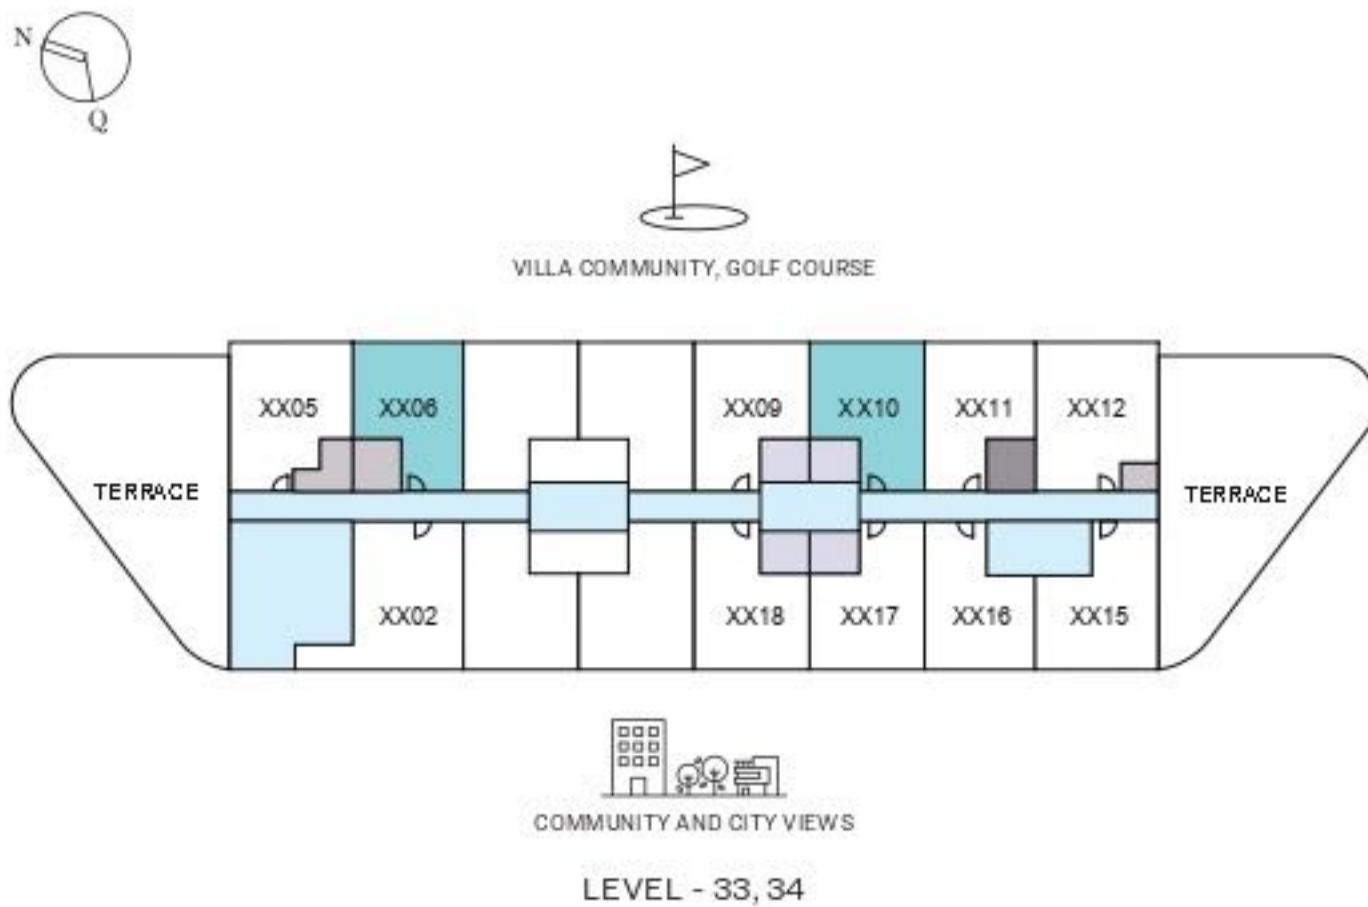 N
Q
VILLA COMMUNITY, GOLF COURSE
XX05 XX06 XX09 XX10 XX11 XX12
TERRACE TERRACE
XX02 XX18 XX17 XX16 XX15
COMMUNITY AND CITY VIEWS
LEVEL - 33, 34